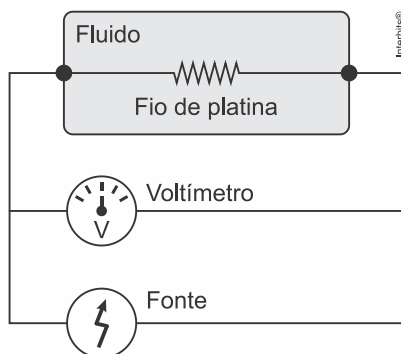 Fluido
Interbits®
Fio de platina
Voltímetro
V
Fonte